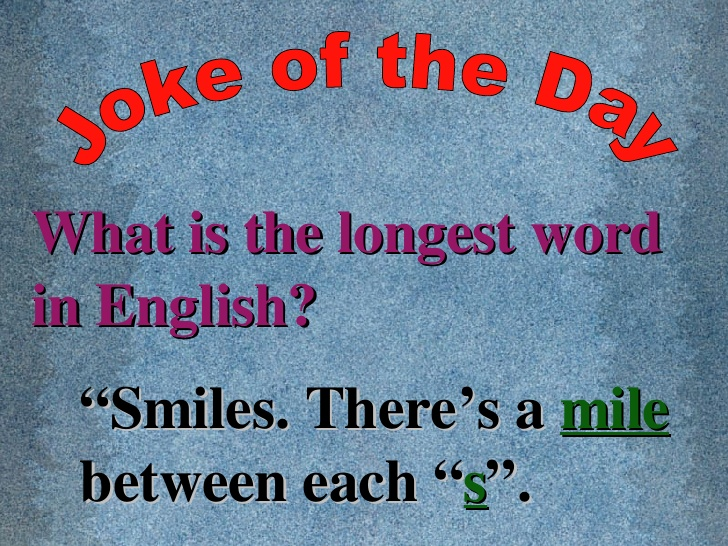 Joke of the Day
What is the longest word
in English?
“Smiles. There’s a mile
between each “s”.